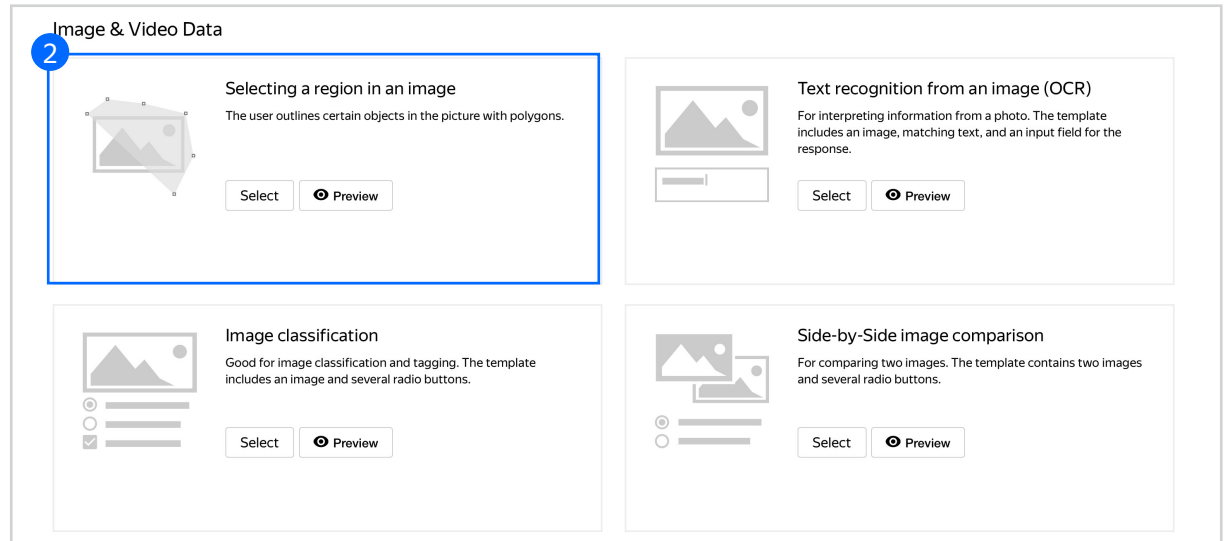 Image & Video Data
2
Selecting a region in an image
The user outlines certain objects in the picture with polygons.
Select
Preview
Text recognition from an image (OCR)
For interpreting information from a photo. The template
includes an image, matching text, and an input field for the
response.
Select
Preview
Image classification
Good for image classification and tagging. The template
includes an image and several radio buttons.
Select
Preview
Side-by-Side image comparison
For comparing two images. The template contains two images
and several radio buttons.
Select
Preview